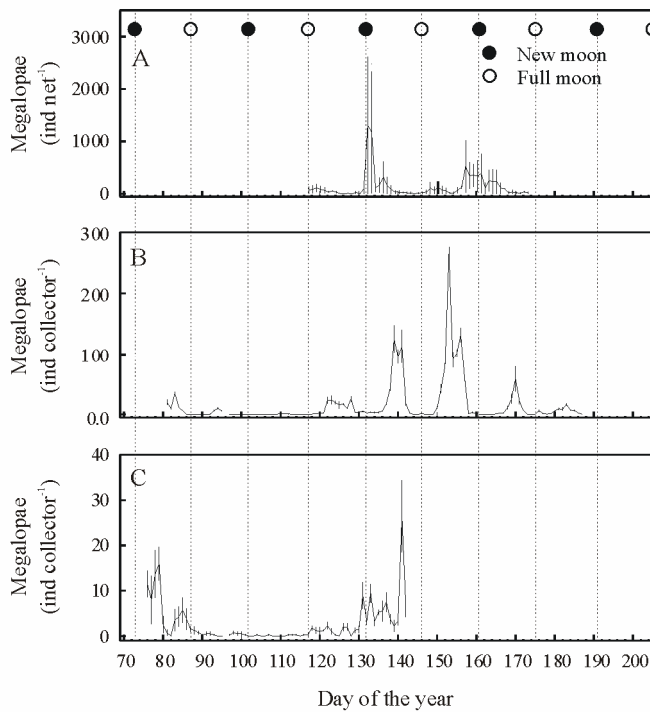 3000
2000
1000
0
Megalopae
(ind net⁻¹)
A
New moon
Full moon
300
200
100
0.0
Megalopae
(ind collector⁻¹)
B
40
30
20
10
0
Megalopae
(ind collector⁻¹)
C
70 80 90 100 110 120 130 140 150 160 170 180 190 200
Day of the year